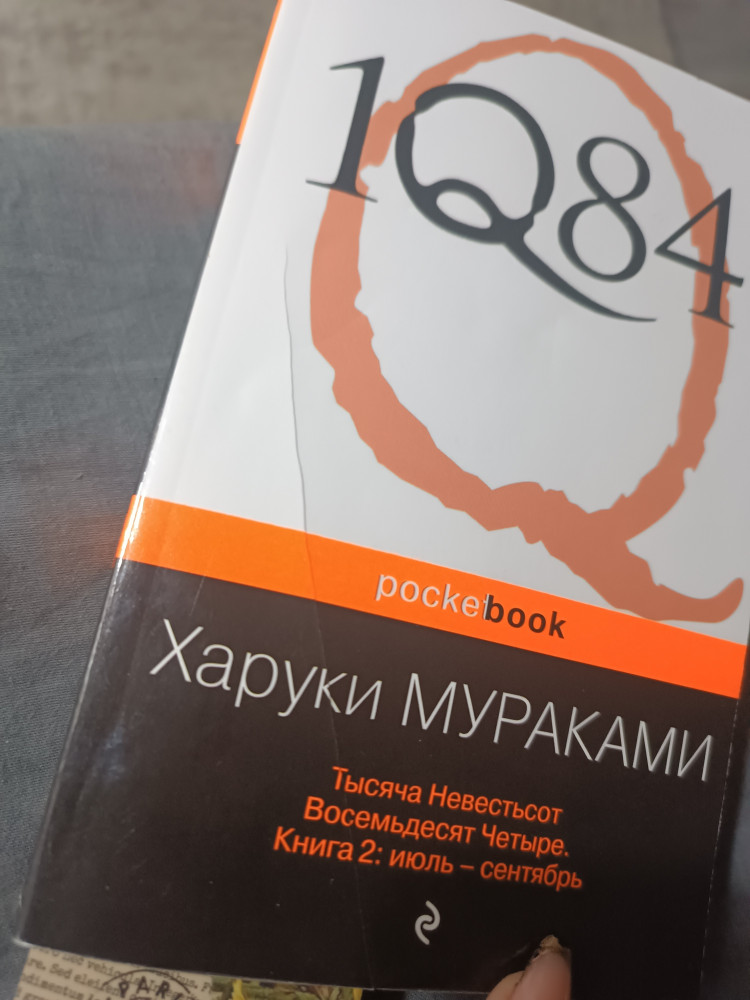 1Q84
pocketbook
Харуки МУРАКАМИ
Тысяча Невестьсот
Восемьдесят Четыре.
Книга 2: июль – сентябрь